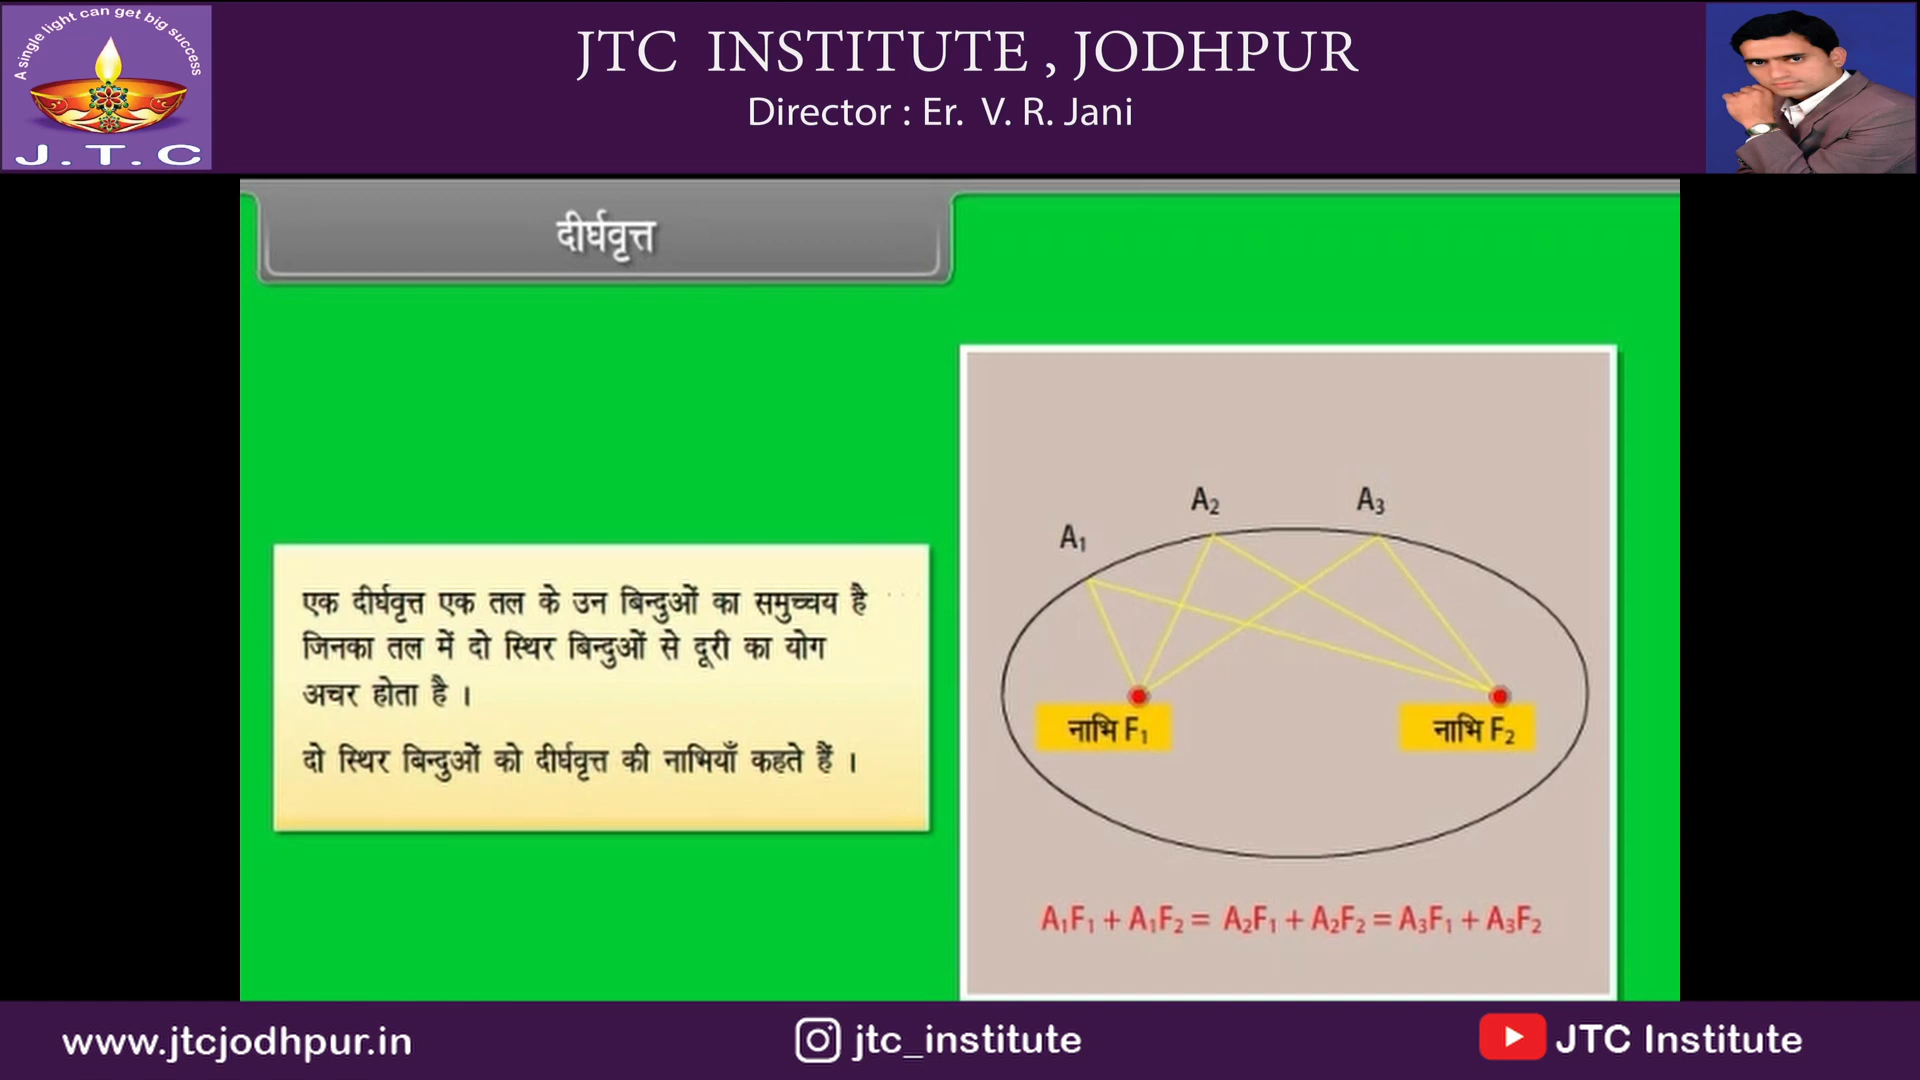 A single light can get big success
J.T.C
JTC INSTITUTE , JODHPUR
Director : Er. V. R. Jani
दीर्घवृत्त
एक दीर्घवृत्त एक तल के उन बिन्दुओं का समुच्चय है
जिनका तल में दो स्थिर बिन्दुओं से दूरी का योग
अचर होता है ।
दो स्थिर बिन्दुओं को दीर्घवृत्त की नाभियाँ कहते हैं ।
A₁
A₂
A₃
नाभि F₁
नाभि F₂
A₁F₁ + A₁F₂ = A₂F₁ + A₂F₂ = A₃F₁ + A₃F₂
www.jtcjodhpur.in
jtc_institute
JTC Institute